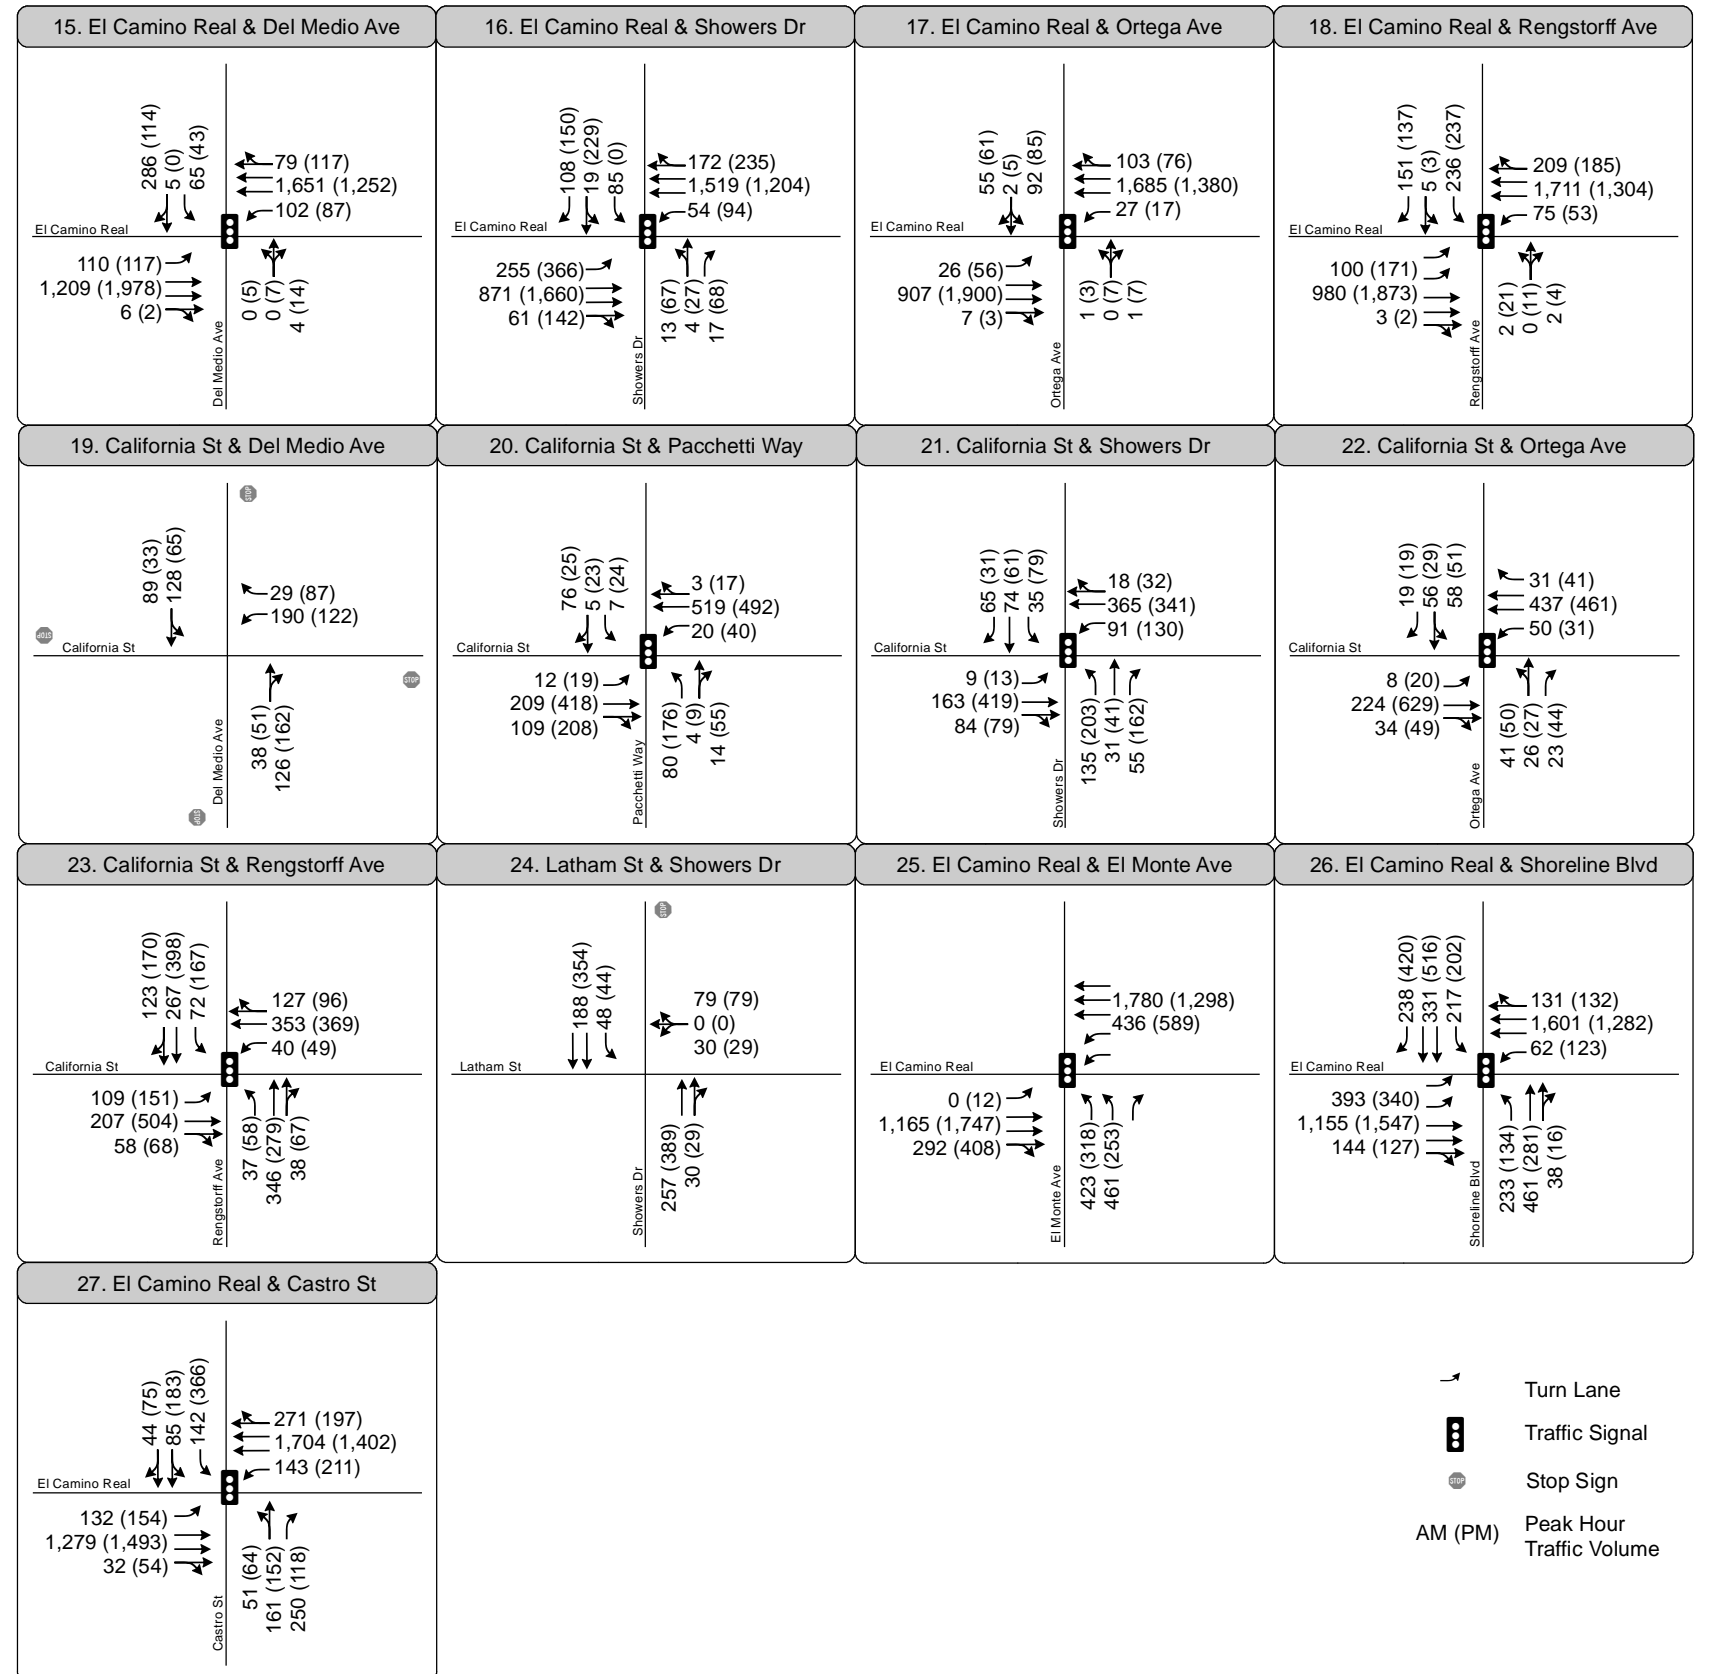 15. El Camino Real & Del Medio Ave
286 (114)
5 (0)
65 (43)
79 (117)
1,651 (1,252)
102 (87)
El Camino Real
110 (117)
1,209 (1,978)
6 (2)
0 (5)
0 (7)
4 (14)
Del Medio Ave
16. El Camino Real & Showers Dr
108 (150)
19 (229)
85 (0)
172 (235)
1,519 (1,204)
54 (94)
El Camino Real
255 (366)
871 (1,660)
61 (142)
13 (67)
4 (27)
17 (68)
Showers Dr
17. El Camino Real & Ortega Ave
55 (61)
2 (5)
92 (85)
103 (76)
1,685 (1,380)
27 (17)
El Camino Real
26 (56)
907 (1,900)
7 (3)
1 (3)
0 (7)
1 (7)
Ortega Ave
18. El Camino Real & Rengstorff Ave
151 (137)
5 (3)
236 (237)
209 (185)
1,711 (1,304)
75 (53)
El Camino Real
100 (171)
980 (1,873)
3 (2)
2 (21)
0 (11)
2 (4)
Rengstorff Ave
19. California St & Del Medio Ave
STOP
89 (33)
128 (65)
29 (87)
190 (122)
STOP
California St
STOP
38 (51)
126 (162)
Del Medio Ave
STOP
20. California St & Pacchetti Way
76 (25)
5 (23)
7 (24)
3 (17)
519 (492)
20 (40)
California St
12 (19)
209 (418)
109 (208)
80 (176)
4 (9)
14 (55)
Pacchetti Way
21. California St & Showers Dr
65 (31)
74 (61)
35 (79)
18 (32)
365 (341)
91 (130)
California St
9 (13)
163 (419)
84 (79)
135 (203)
31 (41)
55 (162)
Showers Dr
22. California St & Ortega Ave
19 (19)
56 (29)
58 (51)
31 (41)
437 (461)
50 (31)
California St
8 (20)
224 (629)
34 (49)
41 (50)
26 (27)
23 (44)
Ortega Ave
23. California St & Rengstorff Ave
123 (170)
267 (398)
72 (167)
127 (96)
353 (369)
40 (49)
California St
109 (151)
207 (504)
58 (68)
37 (58)
346 (279)
38 (67)
Rengstorff Ave
24. Latham St & Showers Dr
STOP
188 (354)
48 (44)
79 (79)
0 (0)
30 (29)
Latham St
257 (389)
30 (29)
Showers Dr
25. El Camino Real & El Monte Ave
1,780 (1,298)
436 (589)
El Camino Real
0 (12)
1,165 (1,747)
292 (408)
423 (318)
461 (253)
El Monte Ave
26. El Camino Real & Shoreline Blvd
238 (420)
331 (516)
217 (202)
131 (132)
1,601 (1,282)
62 (123)
El Camino Real
393 (340)
1,155 (1,547)
144 (127)
233 (134)
461 (281)
38 (16)
Shoreline Blvd
27. El Camino Real & Castro St
44 (75)
85 (183)
142 (366)
271 (197)
1,704 (1,402)
143 (211)
El Camino Real
132 (154)
1,279 (1,493)
32 (54)
51 (64)
161 (152)
250 (118)
Castro St
Turn Lane
Traffic Signal
STOP
Stop Sign
AM (PM)
Peak Hour
Traffic Volume